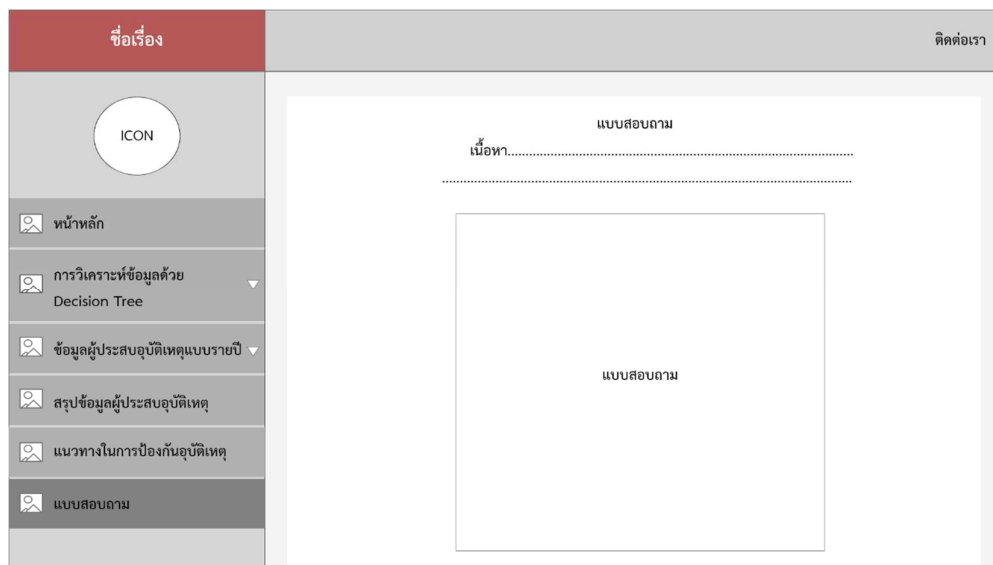 ชื่อเรื่อง
ติดต่อเรา
ICON
หน้าหลัก
การวิเคราะห์ข้อมูลด้วย
Decision Tree
ข้อมูลผู้ประสบอุบัติเหตุแบบรายปี
สรุปข้อมูลผู้ประสบอุบัติเหตุ
แนวทางในการป้องกันอุบัติเหตุ
แบบสอบถาม
แบบสอบถาม
เนื้อหา................................................................................................
..................................................................................................................
แบบสอบถาม